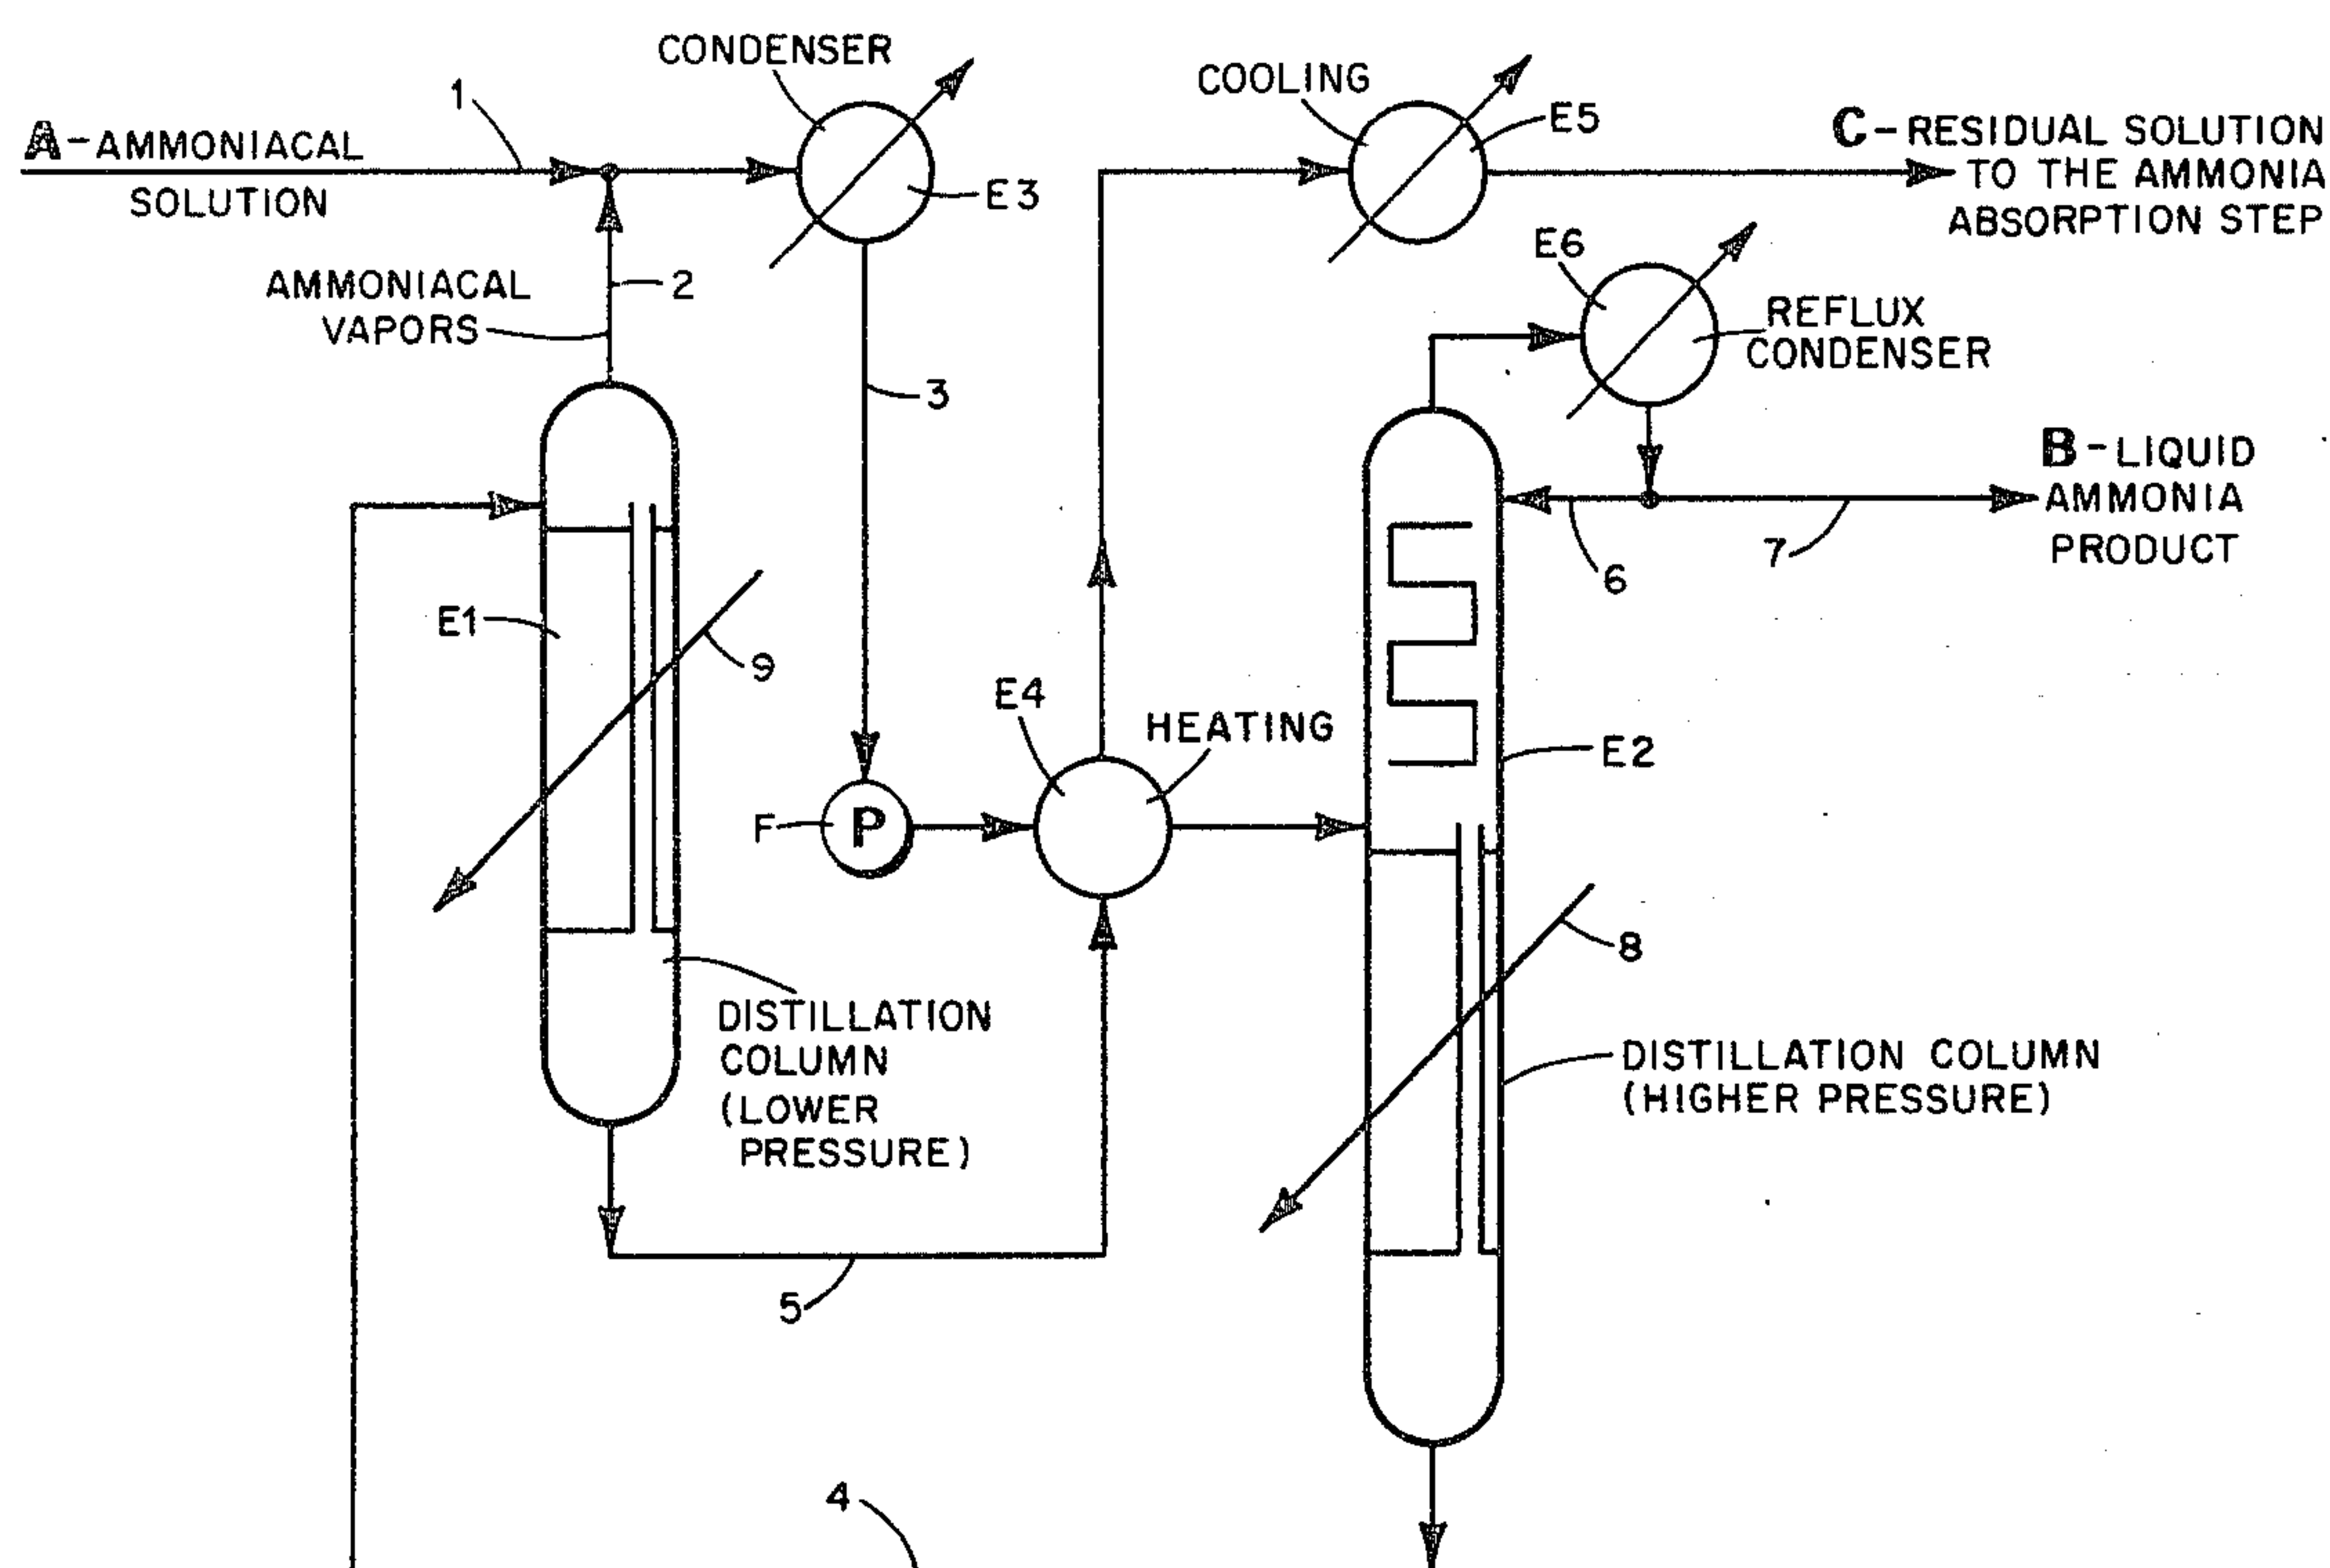 CONDENSER
COOLING
1
E5
A-AMMONIACAL
SOLUTION
E3
C-RESIDUAL SOLUTION
TO THE AMMONIA
ABSORPTION STEP
E6
AMMONIACAL
VAPORS
2
REFLUX
CONDENSER
3
B-LIQUID
AMMONIA
PRODUCT
6
7
E1
9
E4
HEATING
E2
F
P
8
DISTILLATION
COLUMN
(LOWER
PRESSURE)
DISTILLATION COLUMN
(HIGHER PRESSURE)
5
4